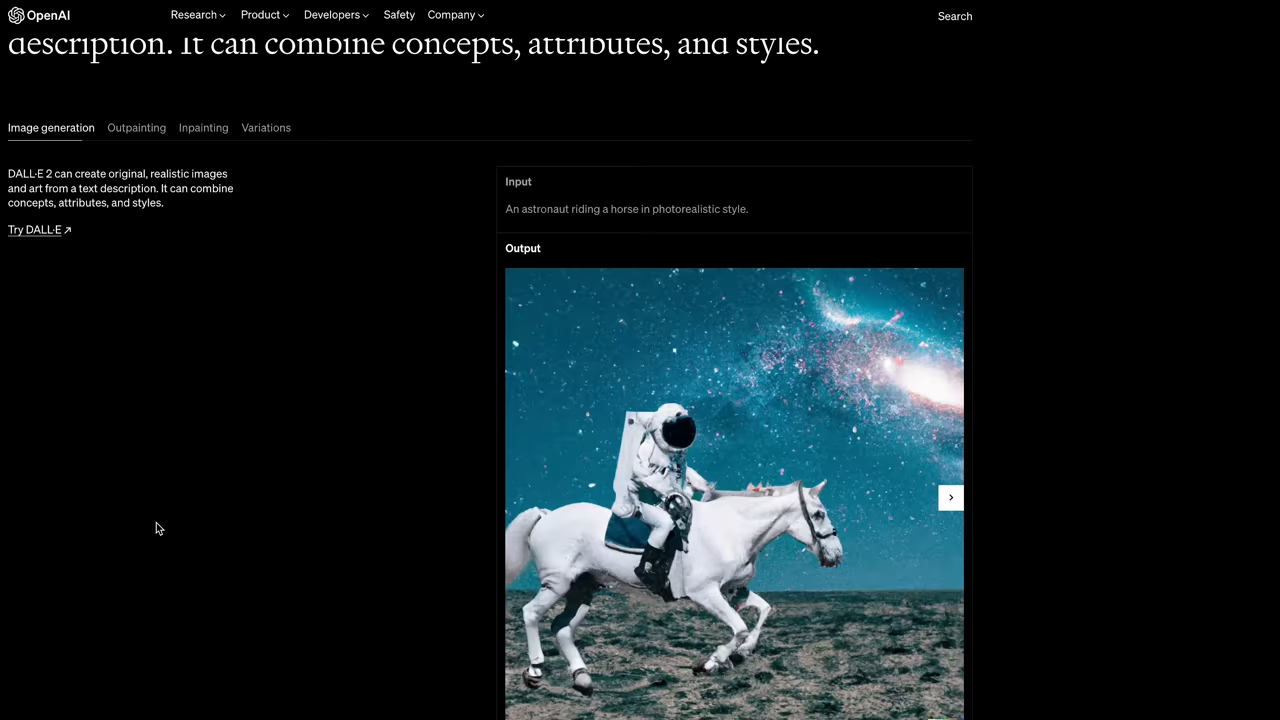 OpenAI
Research
Product
Developers
Safety
Company
Search
description. It can combine concepts, attributes, and styles.
Image generation
Outpainting
Inpainting
Variations
DALL·E 2 can create original, realistic images
and art from a text description. It can combine
concepts, attributes, and styles.
Try DALL·E ↗
Input
An astronaut riding a horse in photorealistic style.
Output